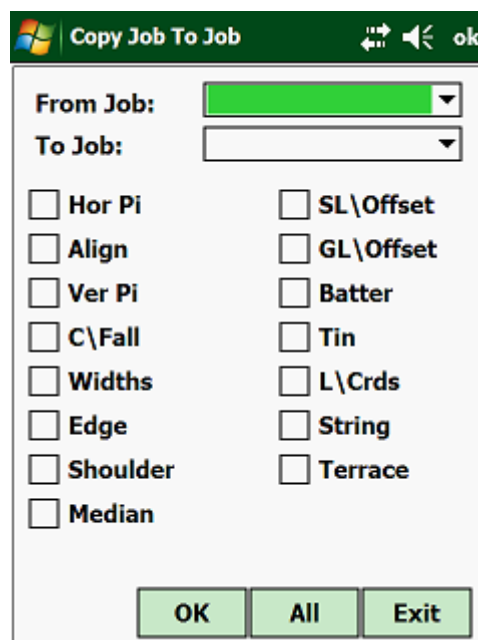 Copy Job To Job ok
From Job:
To Job:
Hor Pi SL\Offset
Align GL\Offset
Ver Pi Batter
C\Fall Tin
Widths L\Crds
Edge String
Shoulder Terrace
Median
OK All Exit